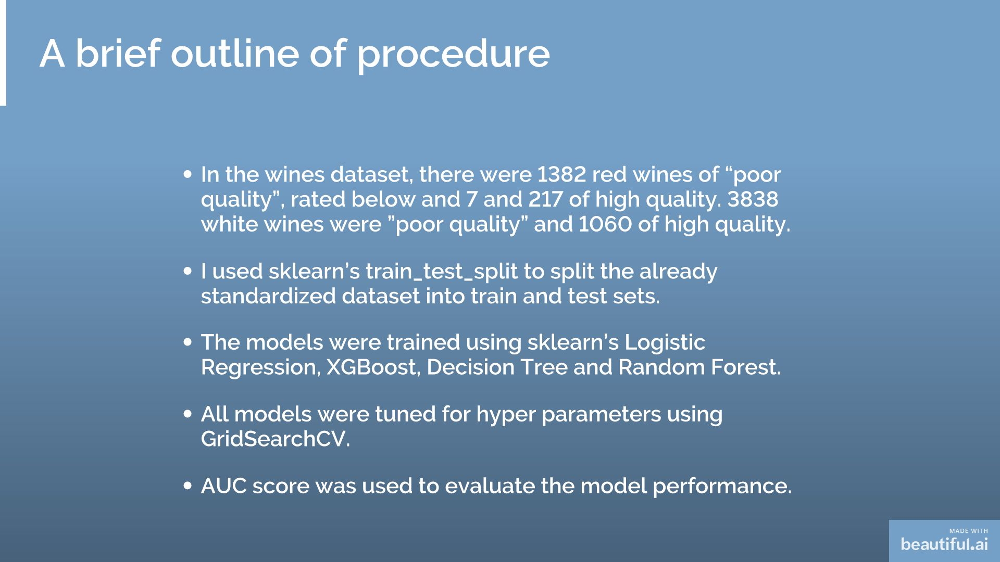 A brief outline of procedure
• In the wines dataset, there were 1382 red wines of “poor
quality”, rated below and 7 and 217 of high quality. 3838
white wines were ”poor quality” and 1060 of high quality.
• I used sklearn’s train_test_split to split the already
standardized dataset into train and test sets.
• The models were trained using sklearn’s Logistic
Regression, XGBoost, Decision Tree and Random Forest.
• All models were tuned for hyper parameters using
GridSearchCV.
• AUC score was used to evaluate the model performance.
MADE WITH
beautiful.ai